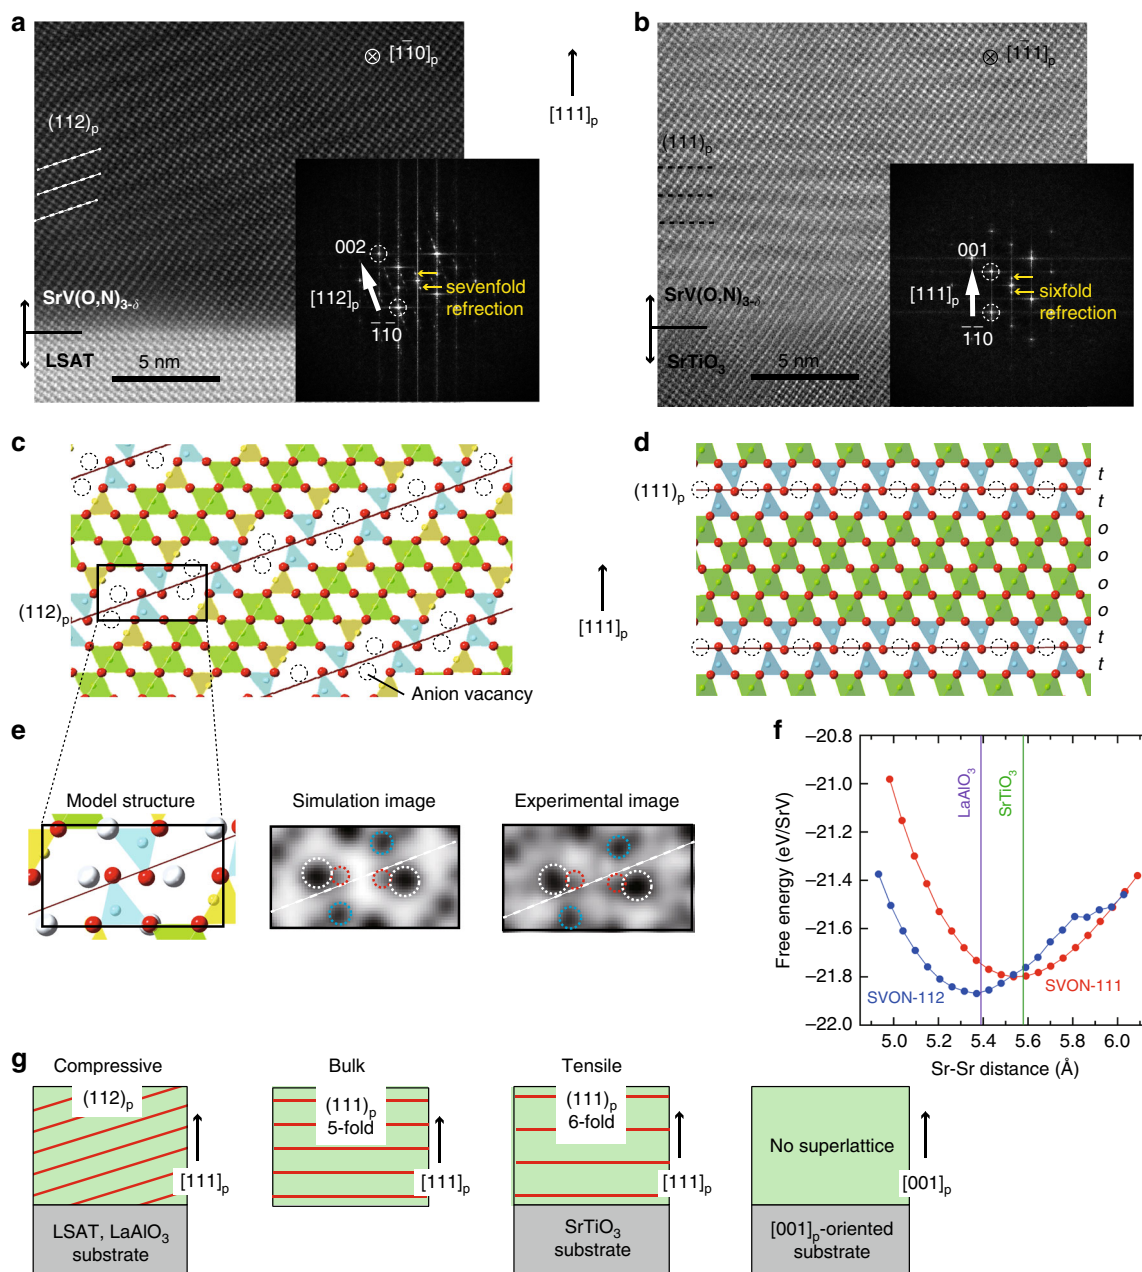 a
⊗ [1̄1̄0]ₚ
(112)ₚ
002
[112]ₚ
1̄1̄0
sevenfold
refrection
SrV(O,N)₃₋δ
LSAT
5 nm
[111]ₚ
b
⊗ [1̄1̄1]ₚ
(111)ₚ
001
[111]ₚ
1̄1̄0
sixfold
refrection
SrV(O,N)₃₋δ
SrTiO₃
5 nm
c
(112)ₚ
Anion vacancy
[111]ₚ
d
(111)ₚ
t
t
o
o
o
o
t
t
e
Model structure
Simulation image
Experimental image
f
Free energy (eV/SrV)
–20.8
–21.0
–21.2
–21.4
–21.6
–21.8
–22.0
LaAlO₃
SrTiO₃
SVON-112
SVON-111
5.0 5.2 5.4 5.6 5.8 6.0
Sr-Sr distance (Å)
g
Compressive
(112)ₚ
[111]ₚ
LSAT, LaAlO₃
substrate
Bulk
(111)ₚ
5-fold
[111]ₚ
Tensile
(111)ₚ
6-fold
[111]ₚ
SrTiO₃
substrate
No superlattice
[001]ₚ
[001]ₚ-oriented
substrate